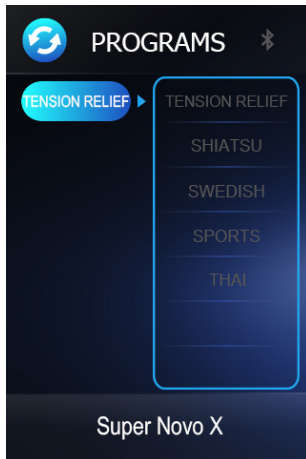 PROGRAMS
TENSION RELIEF
TENSION RELIEF
SHIATSU
SWEDISH
SPORTS
THAI
Super Novo X